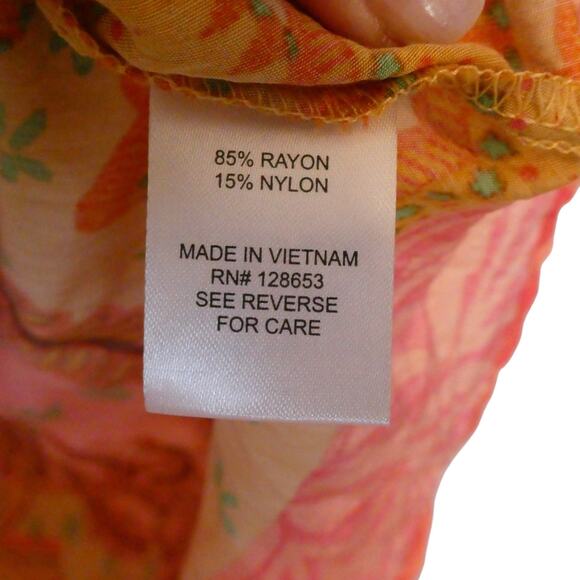 85% RAYON
15% NYLON
MADE IN VIETNAM
RN# 128653
SEE REVERSE
FOR CARE